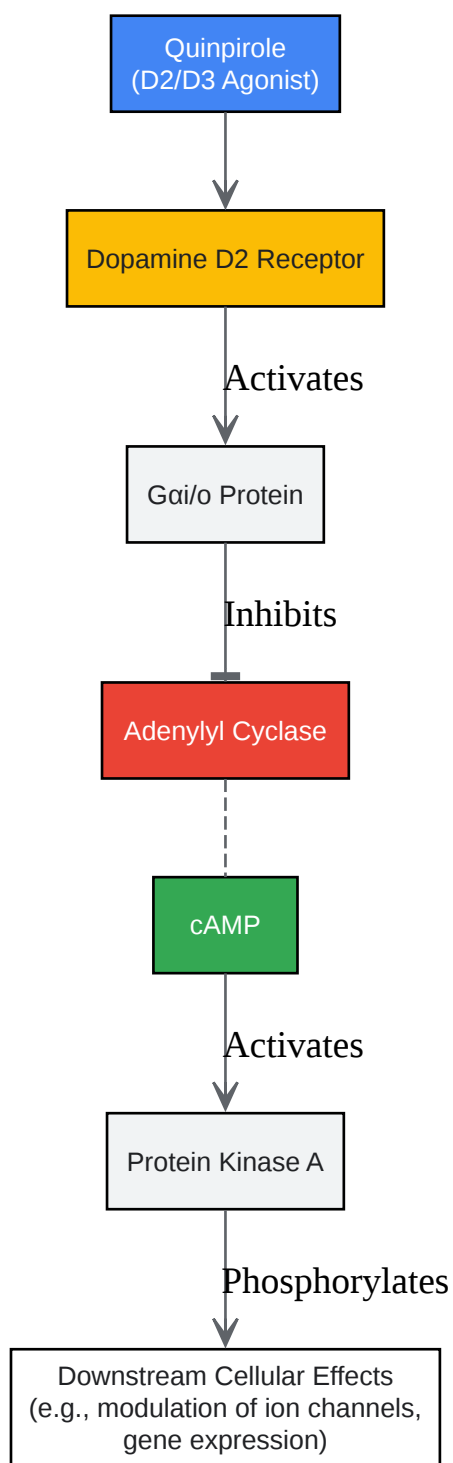 Quinpirole
(D2/D3 Agonist)
Dopamine D2 Receptor
Activates
Gαi/o Protein
Inhibits
Adenylyl Cyclase
cAMP
Activates
Protein Kinase A
Phosphorylates
Downstream Cellular Effects
(e.g., modulation of ion channels,
gene expression)